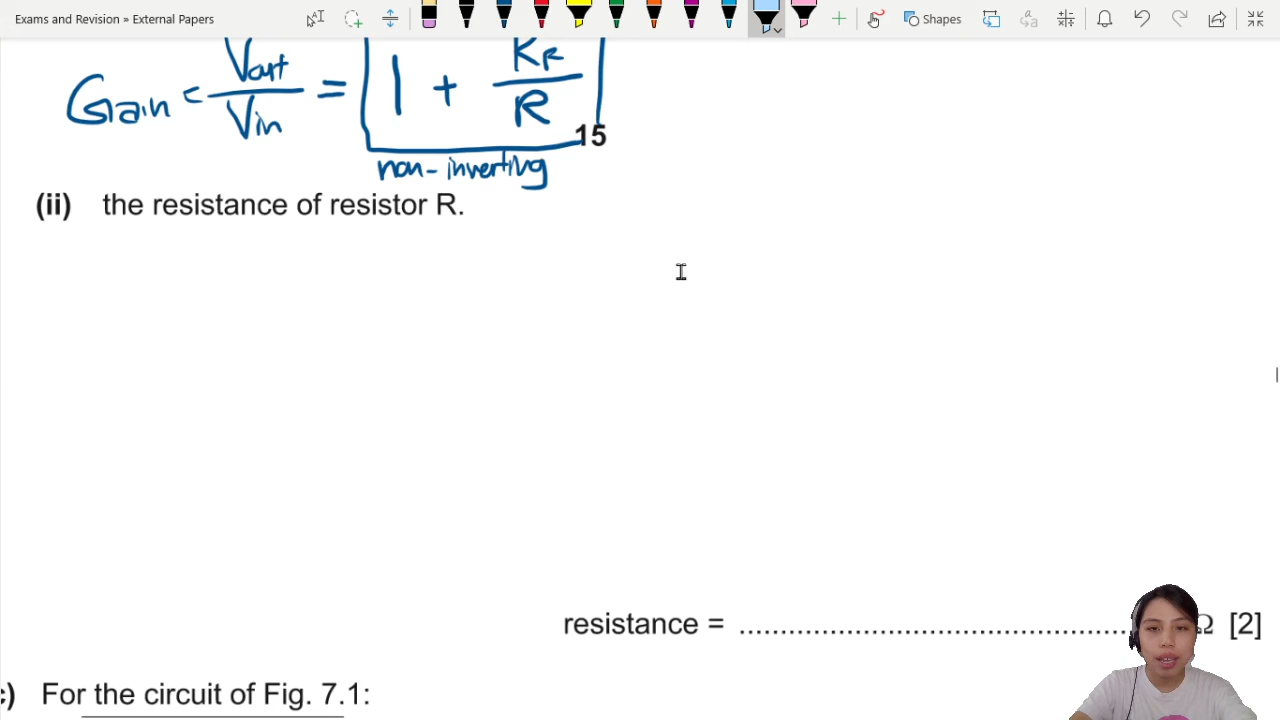 Exams and Revision » External Papers
Shapes
Gain = Vout / Vin = 1 + RF / R
15
non-inverting
(ii) the resistance of resistor R.
resistance = .................................................. Ω [2]
c) For the circuit of Fig. 7.1: